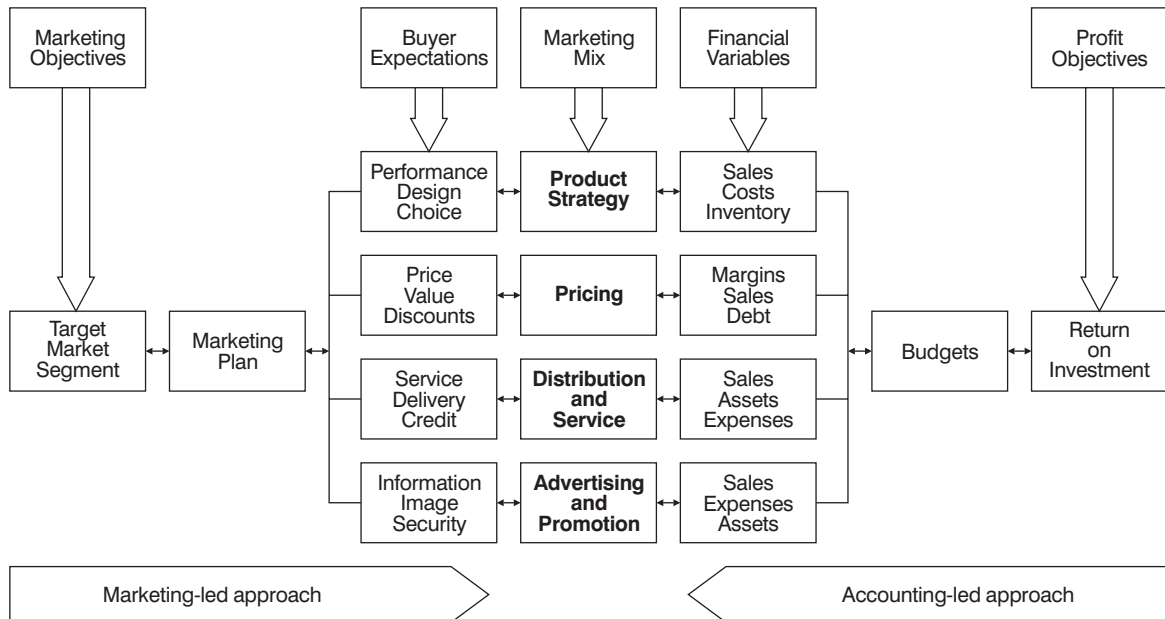 Marketing
Objectives
Buyer
Expectations
Marketing
Mix
Financial
Variables
Profit
Objectives
Performance
Design
Choice
Product
Strategy
Sales
Costs
Inventory
Price
Value
Discounts
Pricing
Margins
Sales
Debt
Target
Market
Segment
Marketing
Plan
Budgets
Return
on
Investment
Service
Delivery
Credit
Distribution
and
Service
Sales
Assets
Expenses
Information
Image
Security
Advertising
and
Promotion
Sales
Expenses
Assets
Marketing-led approach
Accounting-led approach